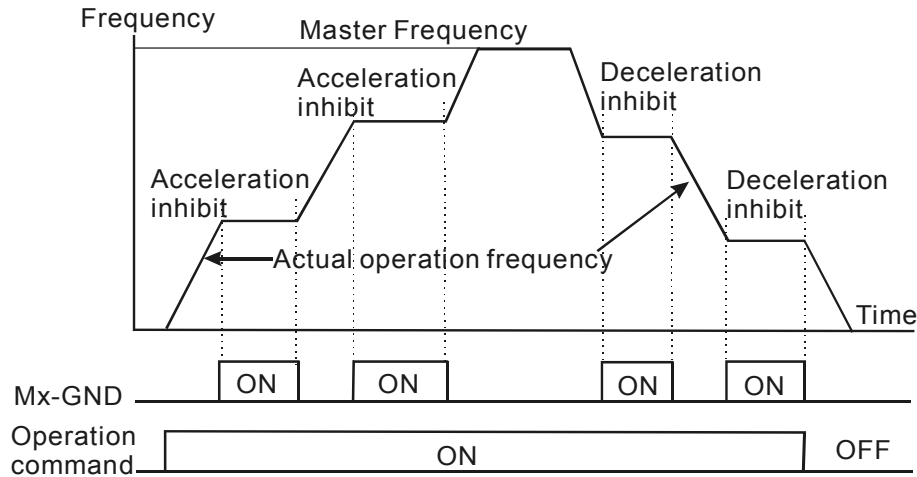 Frequency
Master Frequency
Acceleration
inhibit
Deceleration
inhibit
Acceleration
inhibit
Deceleration
inhibit
Actual operation frequency
Time
Mx-GND
ON
ON
ON
ON
Operation
command
ON
OFF